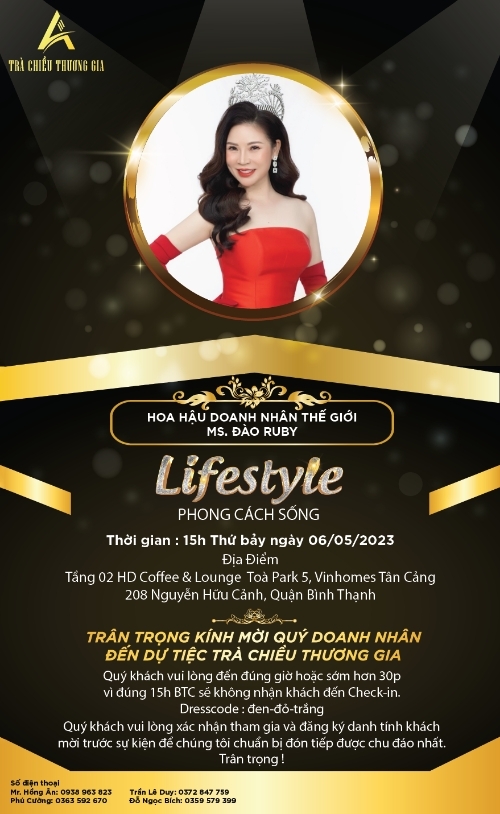 TRÀ CHIỀU THƯƠNG GIA
HOA HẬU DOANH NHÂN THẾ GIỚI
MS. ĐÀO RUBY
Lifestyle
PHONG CÁCH SỐNG
Thời gian : 15h Thứ bảy ngày 06/05/2023
Địa Điểm
Tầng 02 HD Coffee & Lounge Toà Park 5, Vinhomes Tân Cảng
208 Nguyễn Hữu Cảnh, Quận Bình Thạnh
TRÂN TRỌNG KÍNH MỜI QUÝ DOANH NHÂN
ĐẾN DỰ TIỆC TRÀ CHIỀU THƯƠNG GIA
Quý khách vui lòng đến đúng giờ hoặc sớm hơn 30p
vì đúng 15h BTC sẽ không nhận khách đến Check-in.
Dresscode : đen-đỏ-trắng
Quý khách vui lòng xác nhận tham gia và đăng ký danh tính khách
mời trước sự kiện để chúng tôi chuẩn bị đón tiếp được chu đáo nhất.
Trân trọng !
Số điện thoại
Mr. Hồng Ân: 0938 963 823 Trần Lê Duy: 0372 847 759
Phú Cường: 0363 592 670 Đỗ Ngọc Bích: 0359 579 399